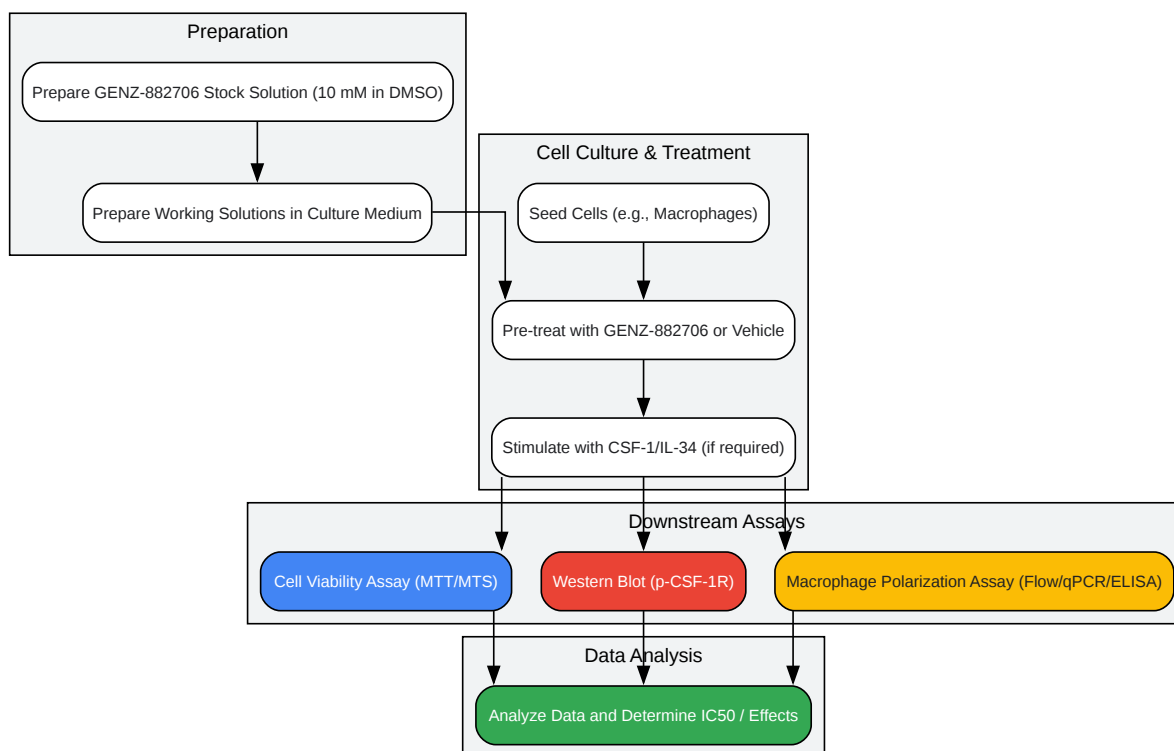 Preparation
Prepare GENZ-882706 Stock Solution (10 mM in DMSO)
Prepare Working Solutions in Culture Medium
Cell Culture & Treatment
Seed Cells (e.g., Macrophages)
Pre-treat with GENZ-882706 or Vehicle
Stimulate with CSF-1/IL-34 (if required)
Downstream Assays
Cell Viability Assay (MTT/MTS)
Western Blot (p-CSF-1R)
Macrophage Polarization Assay (Flow/qPCR/ELISA)
Data Analysis
Analyze Data and Determine IC50 / Effects